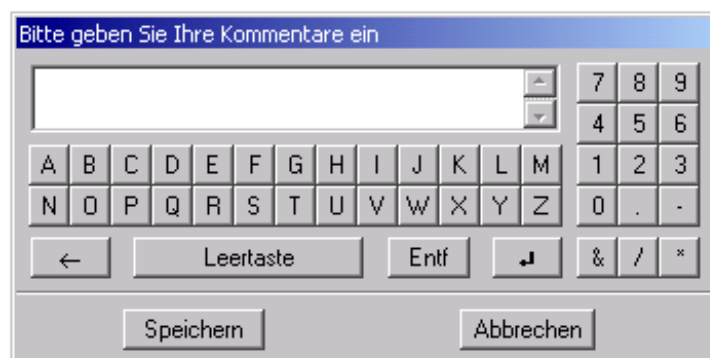 Bitte geben Sie Ihre Kommentare ein
7 8 9
4 5 6
A B C D E F G H I J K L M 1 2 3
N O P Q R S T U V W X Y Z 0 . -
← Leertaste Entf ↵ & / *
Speichern Abbrechen